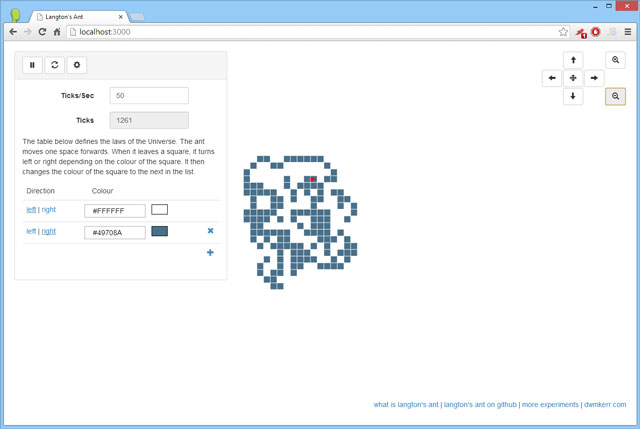 Langton's Ant
localhost:3000
Ticks/Sec 50
Ticks 1261
The table below defines the laws of the Universe. The ant
moves one space forwards. When it leaves a square, it turns
left or right depending on the colour of the square. It then
changes the colour of the square to the next in the list
Direction Colour
left | right #FFFFFF
left | right #49708A
what is langton's ant | langton's ant on github | more experiments | dwmkerr.com